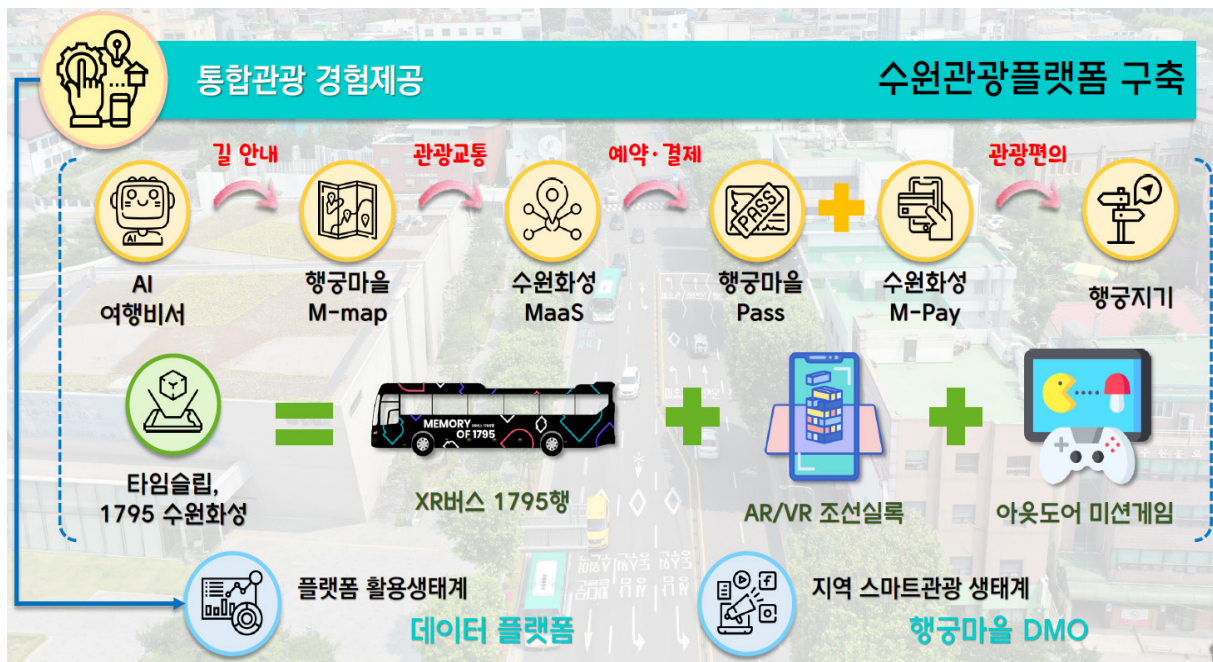 통합관광 경험제공
수원관광플랫폼 구축
길 안내
관광교통
예약·결제
관광편의
PASS
AI
AI
여행비서
행궁마을
M-map
수원화성
MaaS
행궁마을
Pass
수원화성
M-Pay
행궁지기
MEMORY
OF 1795
타임슬립,
1795 수원화성
XR버스 1795행
AR/VR 조선실록
아웃도어 미션게임
플랫폼 활용생태계
데이터 플랫폼
지역 스마트관광 생태계
행궁마을 DMO